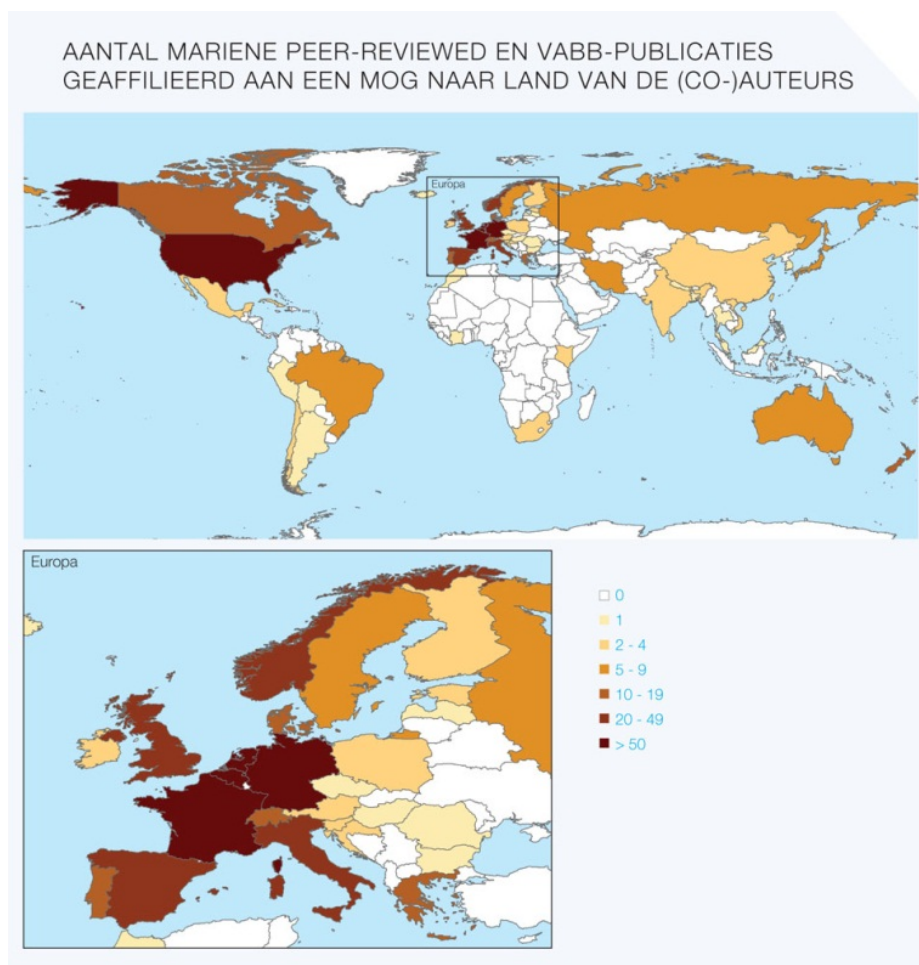 AANTAL MARIENE PEER-REVIEWED EN VABB-PUBLICATIES
GEAFFILIEERD AAN EEN MOG NAAR LAND VAN DE (CO-)AUTEURS
Europa
Europa
0
1
2 - 4
5 - 9
10 - 19
20 - 49
> 50